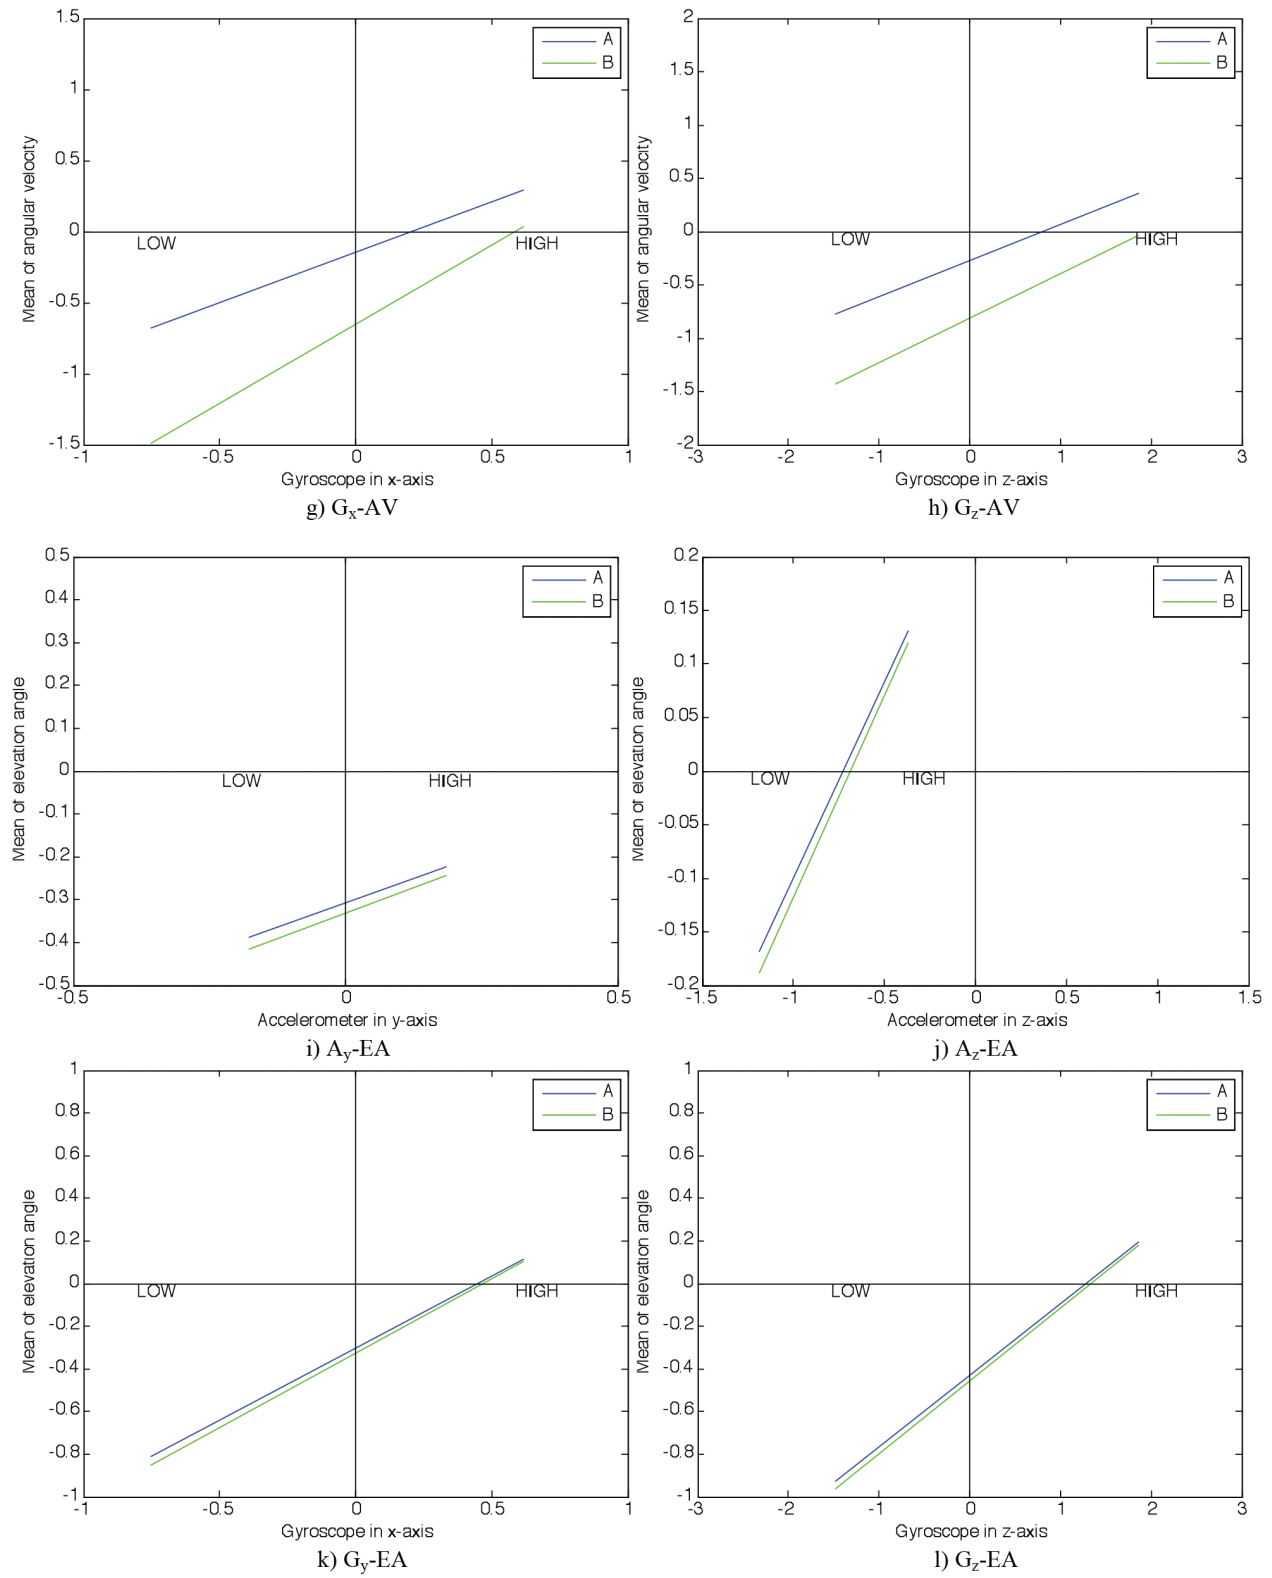 1.5
1
0.5
0
-0.5
-1
-1.5
-1
-0.5
0
0.5
1
A
B
LOW
HIGH
Mean of angular velocity
Gyroscope in x-axis
g) Gx-AV
2
1.5
1
0.5
0
-0.5
-1
-1.5
-2
-3
-2
-1
0
1
2
3
A
B
LOW
HIGH
Mean of angular velocity
Gyroscope in z-axis
h) Gz-AV
0.5
0.4
0.3
0.2
0.1
0
-0.1
-0.2
-0.3
-0.4
-0.5
-0.5
0
0.5
A
B
LOW
HIGH
Mean of elevation angle
Accelerometer in y-axis
i) Ay-EA
0.2
0.15
0.1
0.05
0
-0.05
-0.1
-0.15
-0.2
-1.5
-1
-0.5
0
0.5
1
1.5
A
B
LOW
HIGH
Mean of elevation angle
Accelerometer in z-axis
j) Az-EA
1
0.8
0.6
0.4
0.2
0
-0.2
-0.4
-0.6
-0.8
-1
-1
-0.5
0
0.5
1
A
B
LOW
HIGH
Mean of elevation angle
Gyroscope in x-axis
k) Gy-EA
1
0.8
0.6
0.4
0.2
0
-0.2
-0.4
-0.6
-0.8
-1
-3
-2
-1
0
1
2
3
A
B
LOW
HIGH
Mean of elevation angle
Gyroscope in z-axis
l) Gz-EA